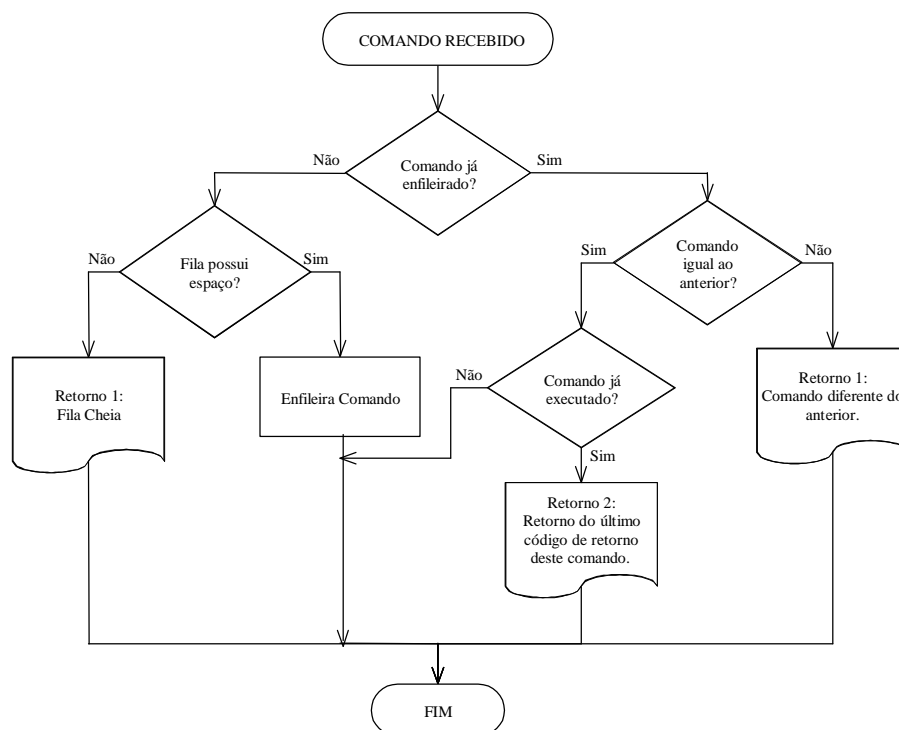 COMANDO RECEBIDO
Não
Comando já
enfileirado?
Sim
Não
Fila possui
espaço?
Sim
Sim
Comando
igual ao
anterior?
Não
Retorno 1:
Fila Cheia
Enfileira Comando
Não
Comando já
executado?
Retorno 1:
Comando diferente do
anterior.
Sim
Retorno 2:
Retorno do último
código de retorno
deste comando.
FIM